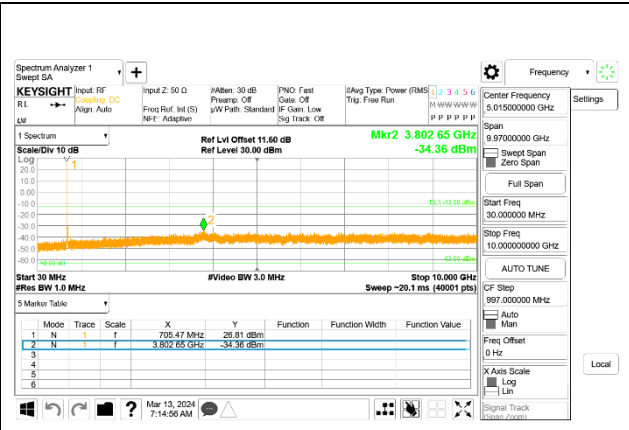 Spectrum Analyzer 1
Swept SA
Frequency
Settings
KEYSIGHT
Input: RF
Coupling: DC
Align: Auto
Input Z: 50 Ω
Freq Ref: Int (S)
NFE: Adaptive
#Atten: 30 dB
Preamp: Off
µW Path: Standard
PNO: Fast
Gate: Off
IF Gain: Low
Sig Track: Off
#Avg Type: Power (RMS
Trig: Free Run
1 2 3 4 5 6
M W W W W W
P P P P P P
1 Spectrum
Scale/Div 10 dB
Ref Lvl Offset 11.60 dB
Ref Level 30.00 dBm
Mkr2 3.802 65 GHz
-34.36 dBm
Log
20.0
10.0
0.00
-10.0
-20.0
-30.0
-40.0
-50.0
-60.0
1
2
DL1 -13.00 dBm
Start 30 MHz
#Res BW 1.0 MHz
#Video BW 3.0 MHz
Stop 10.000 GHz
Sweep ~20.1 ms (40001 pts)
5 Marker Table
Mode Trace Scale X Y Function Function Width Function Value
1 N 1 f 705.47 MHz 26.81 dBm
2 N 1 f 3.802 65 GHz -34.36 dBm
3
4
5
6
Mar 13, 2024
7:14:56 AM
Center Frequency
5.015000000 GHz
Span
9.97000000 GHz
Swept Span
Zero Span
Full Span
Start Freq
30.000000 MHz
Stop Freq
10.000000000 GHz
AUTO TUNE
CF Step
997.000000 MHz
Auto
Man
Freq Offset
0 Hz
X Axis Scale
Log
Lin
Signal Track
(Span Zoom)
Local